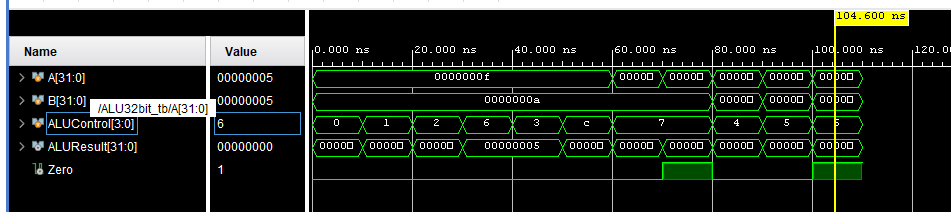 104.600 ns
Name Value
0.000 ns 20.000 ns 40.000 ns 60.000 ns 80.000 ns 100.000 ns 120.0
A[31:0] 00000005 0000000f 0000□ 0000□ 0000□ 0000□ 0000□
B[31:0] 00000005 0000000a 0000□ 0000□ 0000□
/ALU32bit_tb/A[31:0]
ALUControl[3:0] 6 0 1 2 6 3 c 7 4 5 6
ALUResult[31:0] 00000000 0000□ 0000□ 0000□ 00000005 0000□ 0000□ 0000□ 0000□ 0000□ 0000□
Zero 1